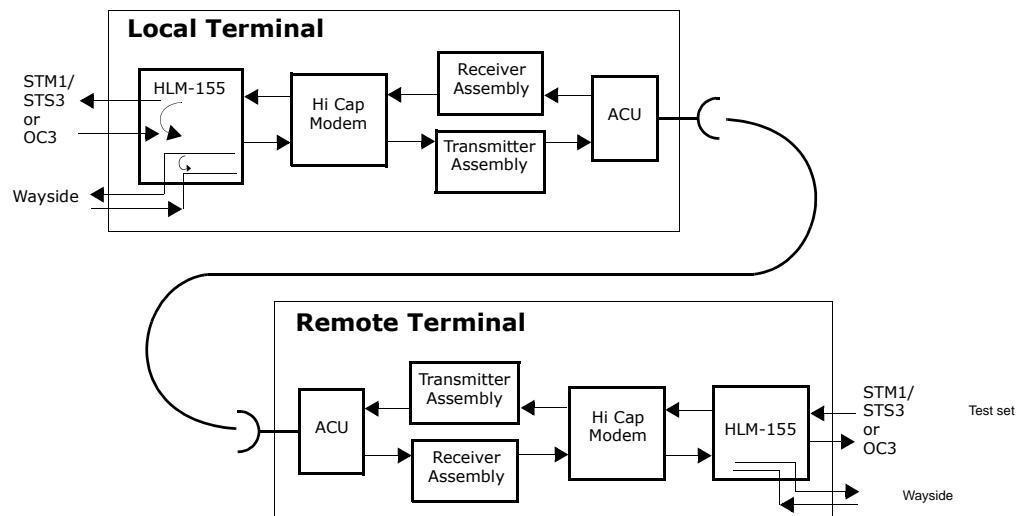 Local Terminal
STM1/
STS3
or
OC3
HLM-155
Hi Cap
Modem
Receiver
Assembly
Transmitter
Assembly
ACU
Wayside
Remote Terminal
ACU
Transmitter
Assembly
Receiver
Assembly
Hi Cap
Modem
HLM-155
STM1/
STS3
or
OC3
Test set
Wayside